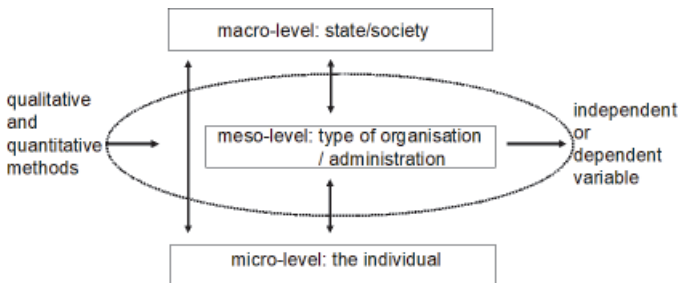 macro-level: state/society
qualitative
and
quantitative
methods
meso-level: type of organisation
/ administration
independent
or
dependent
variable
micro-level: the individual